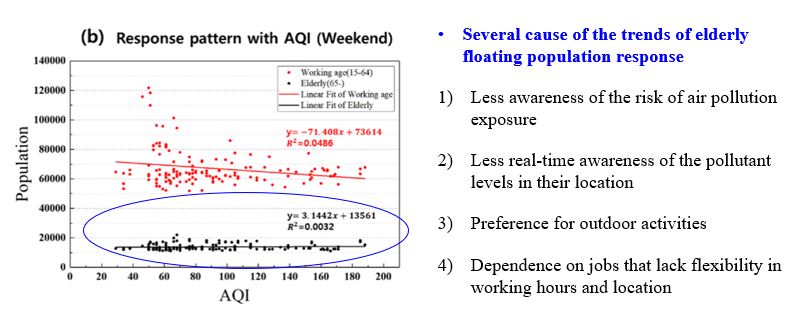 (b) Response pattern with AQI (Weekend)
140000
120000
100000
80000
60000
40000
20000
0
Population
Working age(15-64)
Elderly(65-)
Linear Fit of Working age
Linear Fit of Elderly
y= −71.408x + 73614
R²=0.0486
y= 3.1442x + 13561
R²=0.0032
0 20 40 60 80 100 120 140 160 180 200
AQI
• Several cause of the trends of elderly
floating population response
1) Less awareness of the risk of air pollution
exposure
2) Less real-time awareness of the pollutant
levels in their location
3) Preference for outdoor activities
4) Dependence on jobs that lack flexibility in
working hours and location